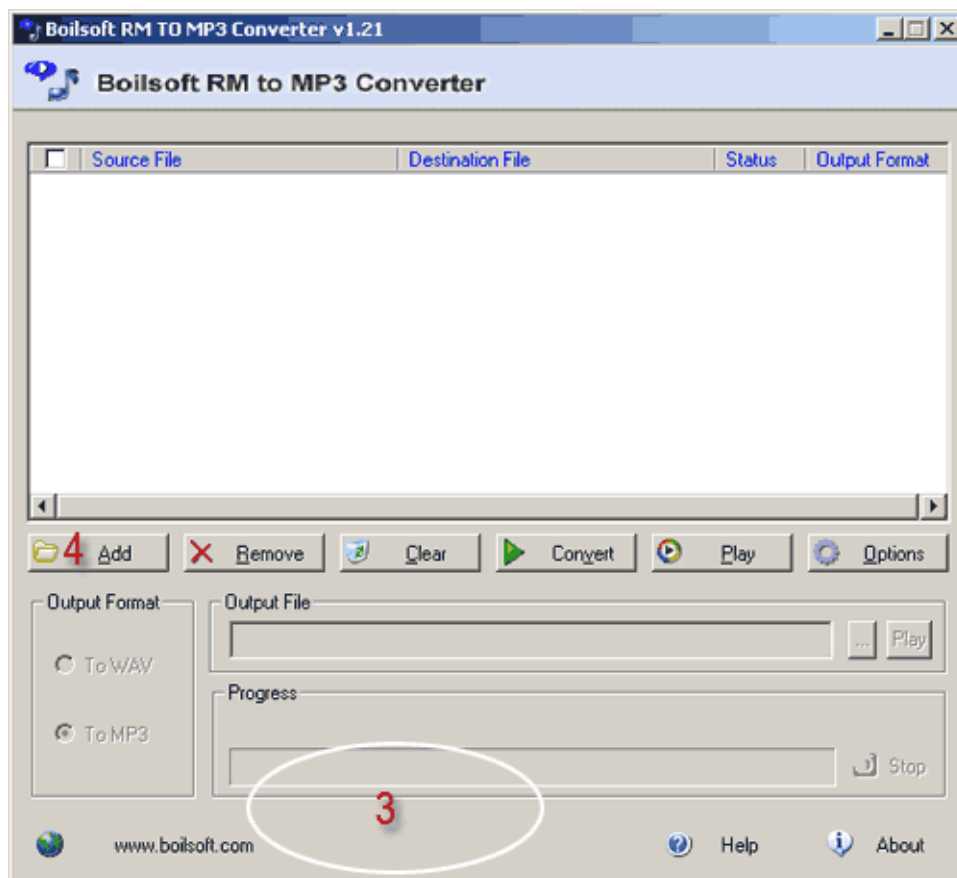 Boilsoft RM TO MP3 Converter v1.21
Boilsoft RM to MP3 Converter
Source File Destination File Status Output Format
4 Add Remove Clear Convert Play Options
Output Format
Output File
... Play
To WAV
Progress
To MP3
Stop
3
www.boilsoft.com Help About